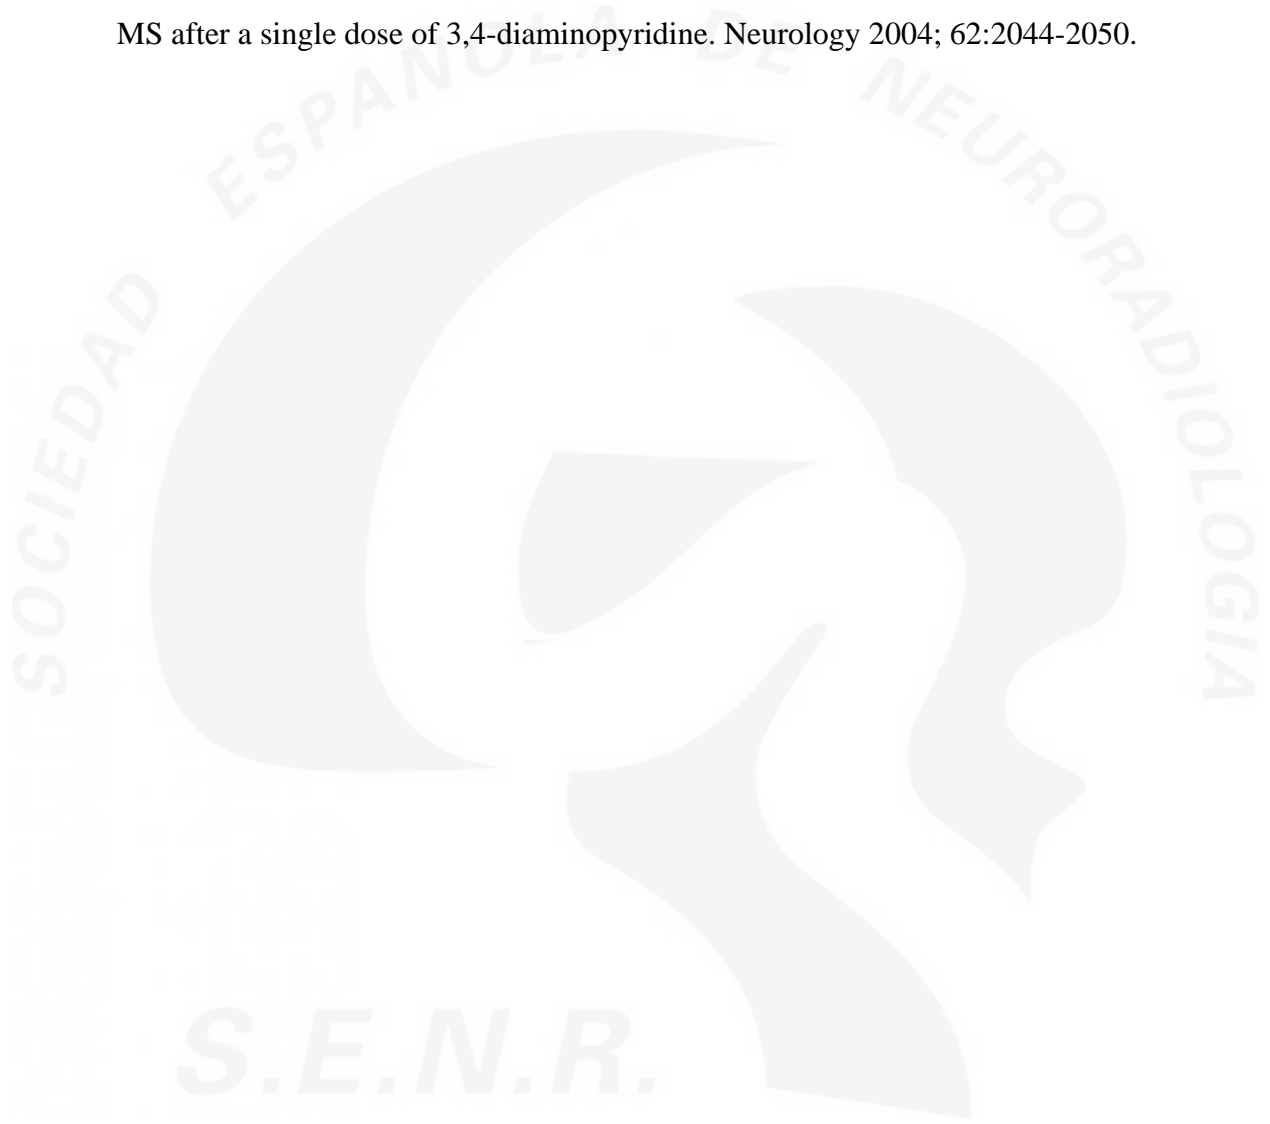 MS after a single dose of 3,4-diaminopyridine. Neurology 2004; 62:2044-2050.
SOCIEDAD ESPAÑOLA DE NEURORADIOLOGIA
S.E.N.R.